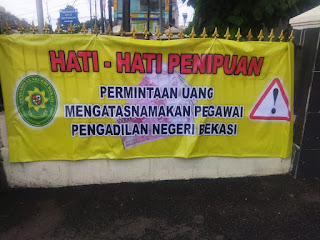 HATI - HATI PENIPUAN
PERMINTAAN UANG
MENGATASNAMAKAN PEGAWAI
PENGADILAN NEGERI BEKASI